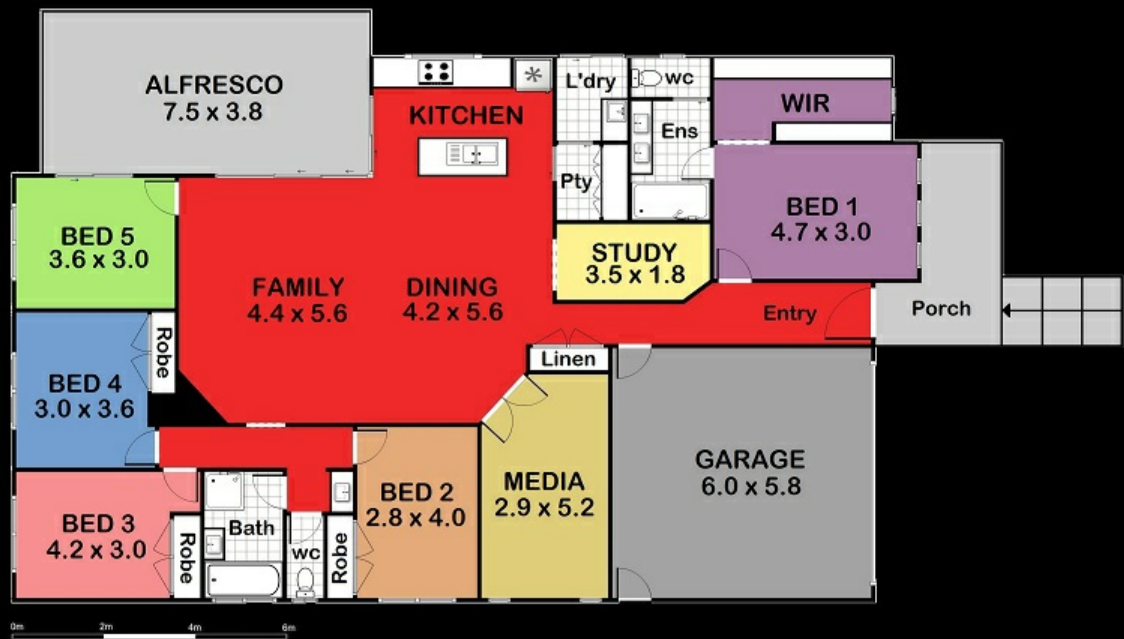 ALFRESCO
7.5 x 3.8
KITCHEN
*
L'dry
wc
WIR
Ens
Pty
BED 1
4.7 x 3.0
BED 5
3.6 x 3.0
STUDY
3.5 x 1.8
FAMILY
4.4 x 5.6
DINING
4.2 x 5.6
Entry
Porch
Robe
BED 4
3.0 x 3.6
Linen
GARAGE
6.0 x 5.8
MEDIA
2.9 x 5.2
BED 2
2.8 x 4.0
BED 3
4.2 x 3.0
Robe
Bath
wc
Robe
0m 2m 4m 6m